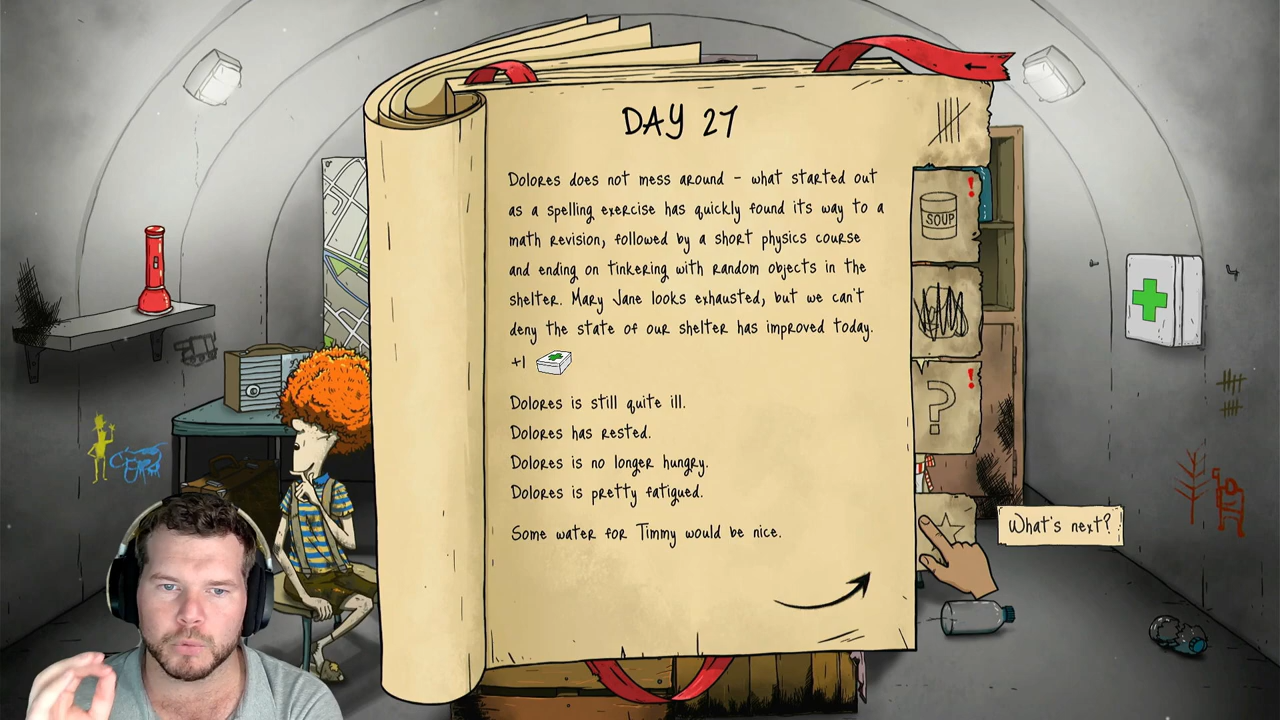 DAY 27
Dolores does not mess around - what started out
as a spelling exercise has quickly found its way to a
math revision, followed by a short physics course
and ending on tinkering with random objects in the
shelter. Mary Jane looks exhausted, but we can't
deny the state of our shelter has improved today.
+1
Dolores is still quite ill.
Dolores has rested.
Dolores is no longer hungry.
Dolores is pretty fatigued.
Some water for Timmy would be nice.
!
SOUP
!
?
What's next?